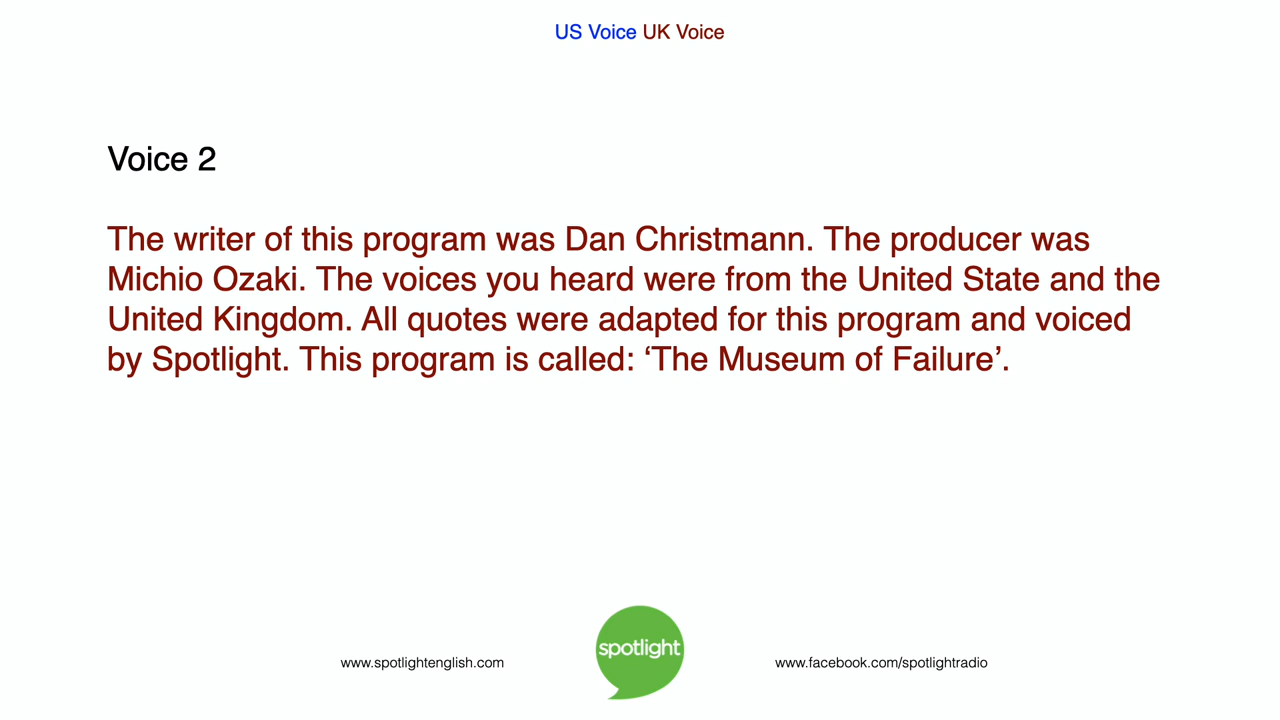 US Voice UK Voice
Voice 2
The writer of this program was Dan Christmann. The producer was
Michio Ozaki. The voices you heard were from the United State and the
United Kingdom. All quotes were adapted for this program and voiced
by Spotlight. This program is called: ‘The Museum of Failure’.
www.spotlightenglish.com
spotlight
www.facebook.com/spotlightradio